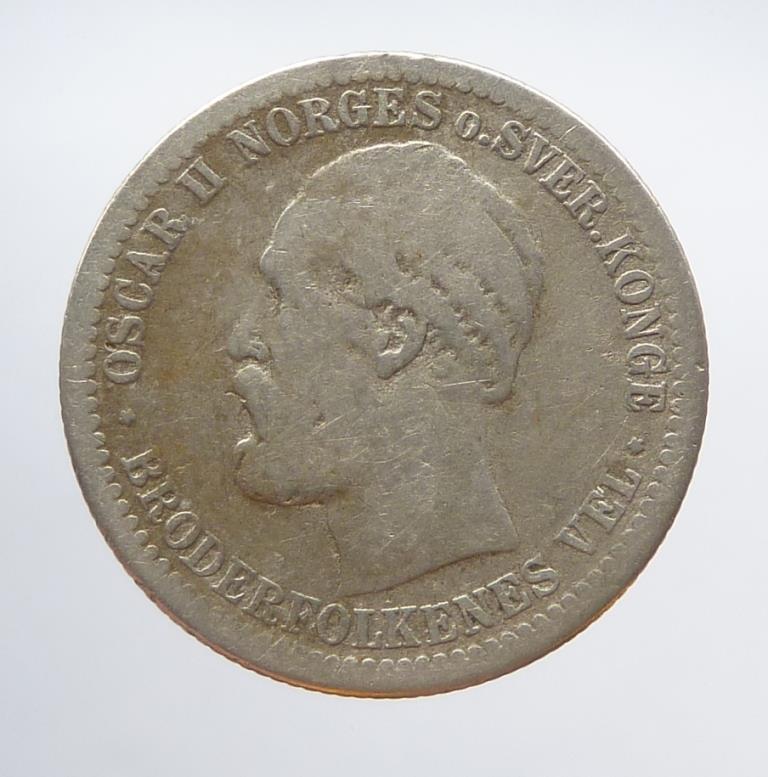 OSCAR II NORGES O. SVER. KONGE
BRODERFOLKENES VEL